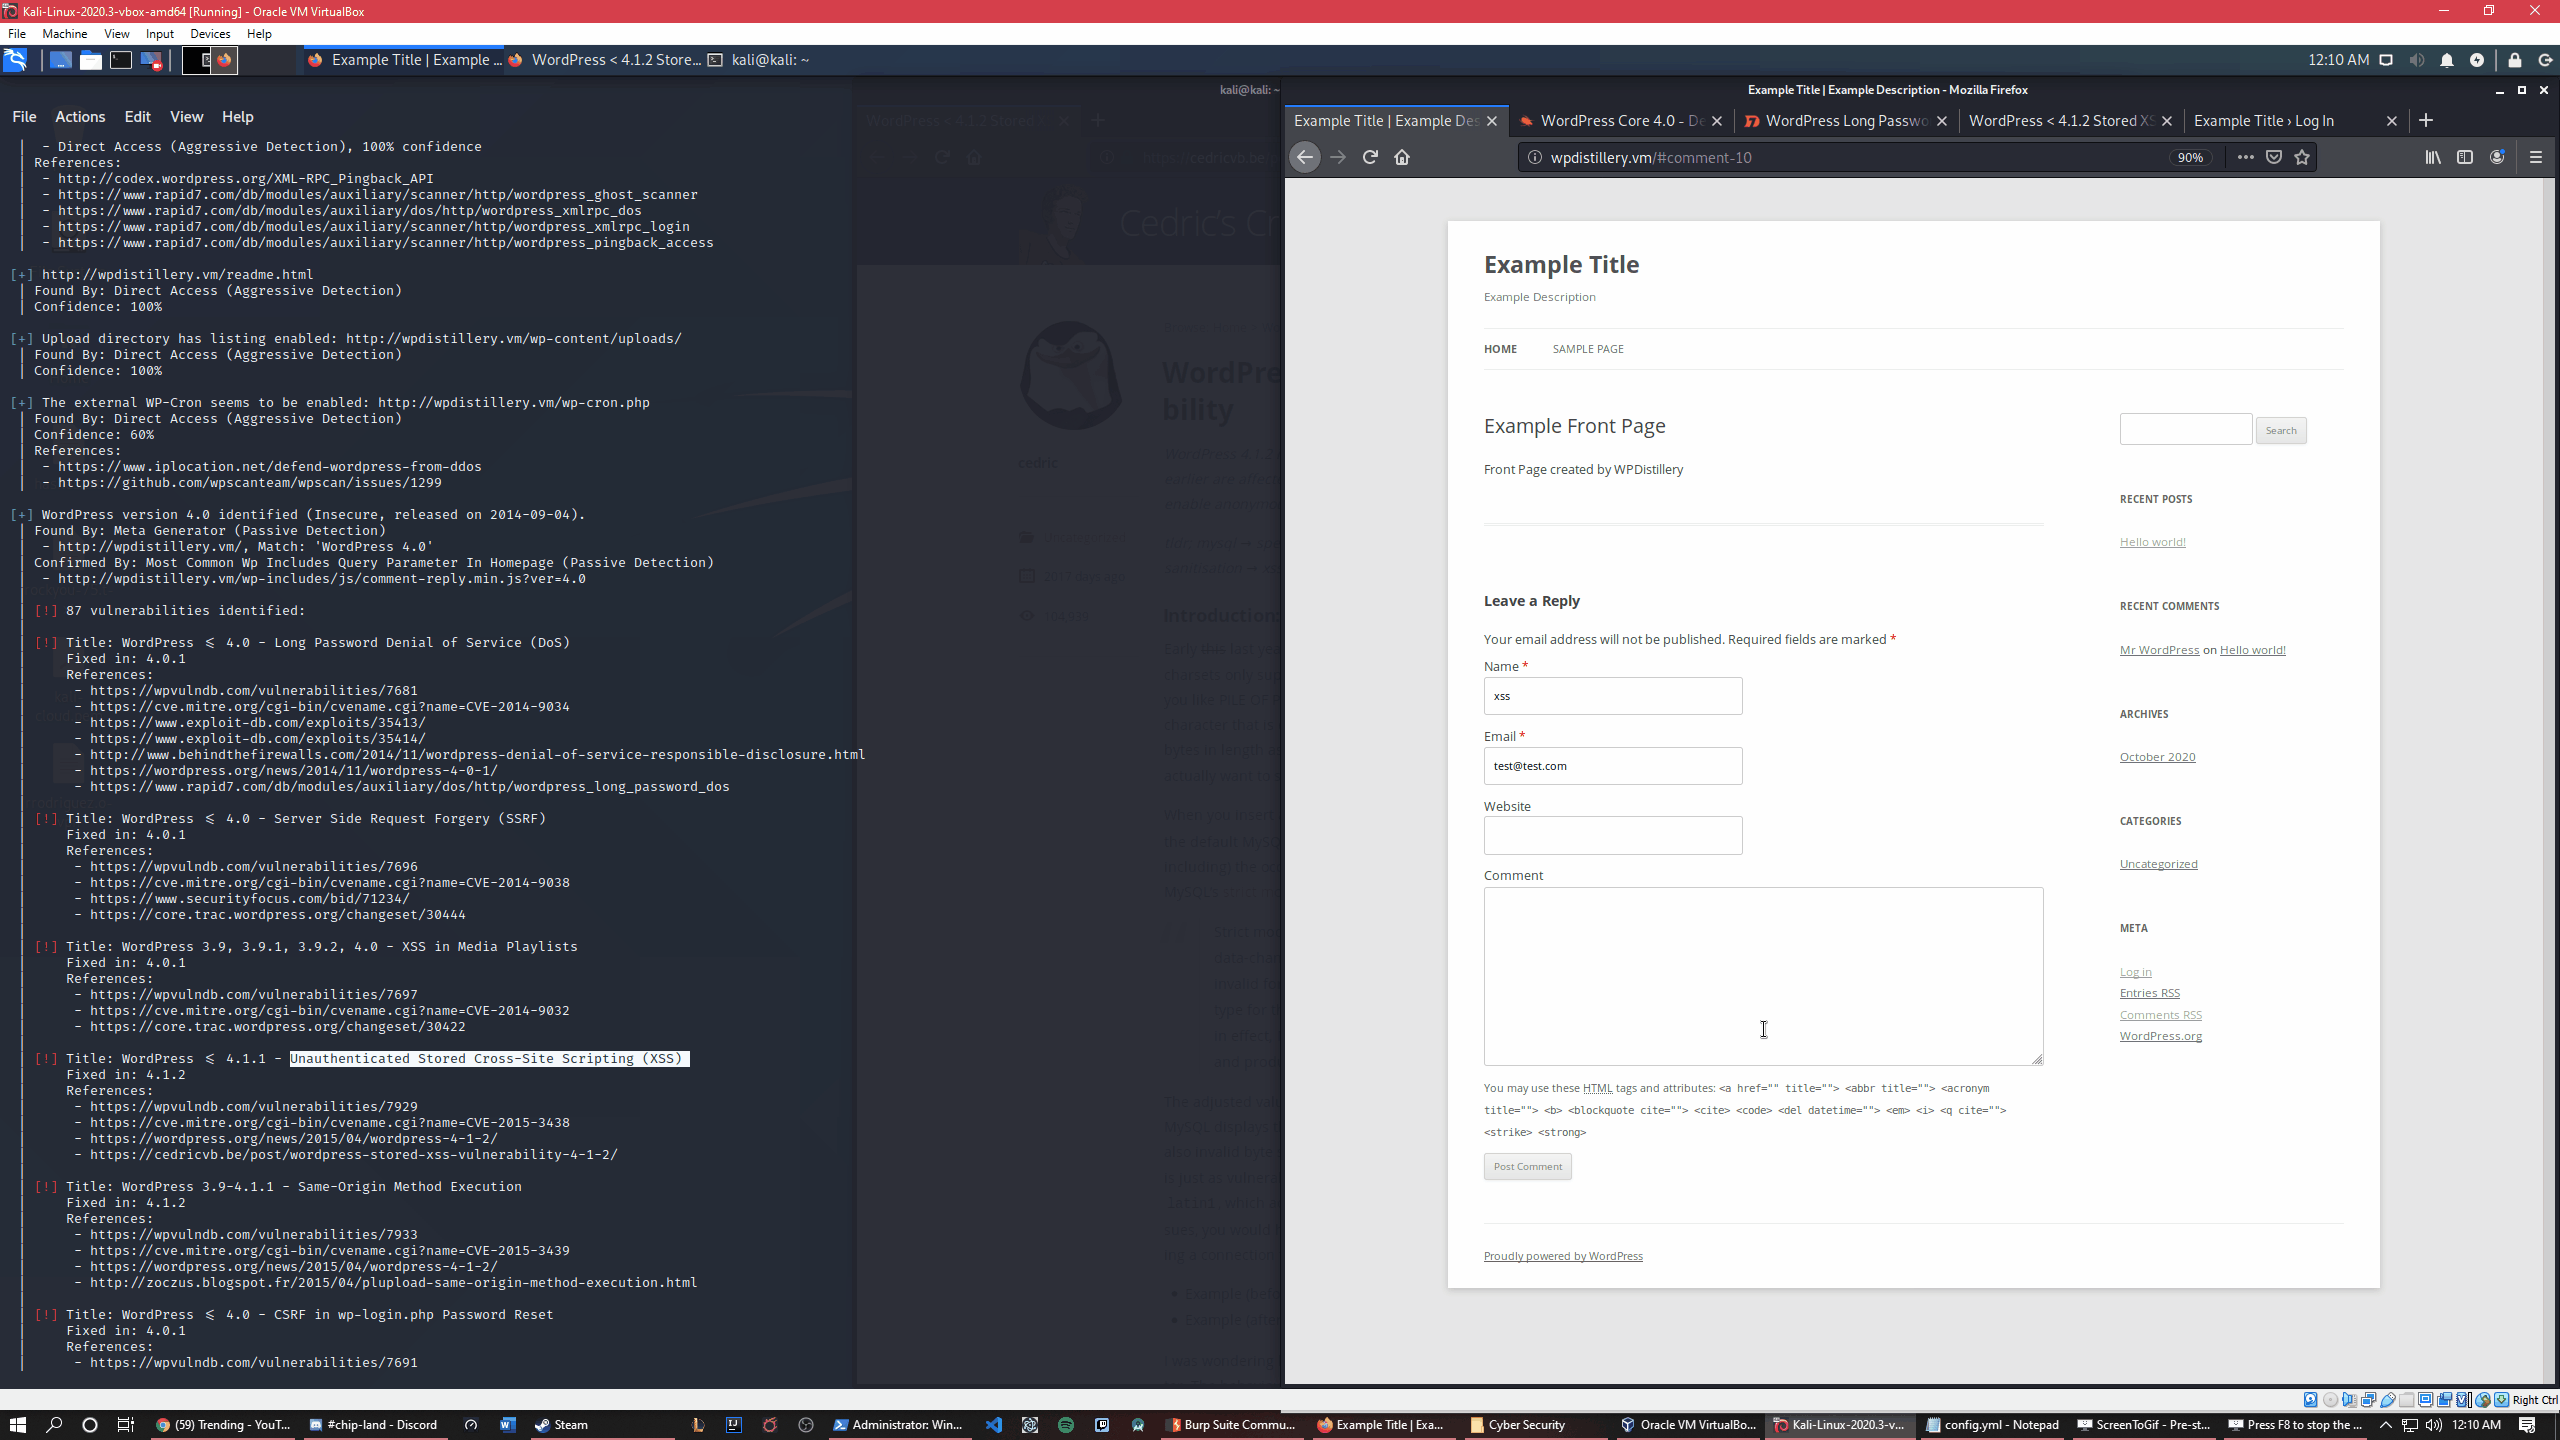 Kali-Linux-2020.3-vbox-amd64 [Running] - Oracle VM VirtualBox
File Machine View Input Devices Help
Example Title | Example ... WordPress < 4.1.2 Store... kali@kali: ~ 12:10 AM
kali@kali: ~
File Actions Edit View Help
| - Direct Access (Aggressive Detection), 100% confidence
| References:
| - http://codex.wordpress.org/XML-RPC_Pingback_API
| - https://www.rapid7.com/db/modules/auxiliary/scanner/http/wordpress_ghost_scanner
| - https://www.rapid7.com/db/modules/auxiliary/dos/http/wordpress_xmlrpc_dos
| - https://www.rapid7.com/db/modules/auxiliary/scanner/http/wordpress_xmlrpc_login
| - https://www.rapid7.com/db/modules/auxiliary/scanner/http/wordpress_pingback_access
[+] http://wpdistillery.vm/readme.html
| Found By: Direct Access (Aggressive Detection)
| Confidence: 100%
[+] Upload directory has listing enabled: http://wpdistillery.vm/wp-content/uploads/
| Found By: Direct Access (Aggressive Detection)
| Confidence: 100%
[+] The external WP-Cron seems to be enabled: http://wpdistillery.vm/wp-cron.php
| Found By: Direct Access (Aggressive Detection)
| Confidence: 60%
| References:
| - https://www.iplocation.net/defend-wordpress-from-ddos
| - https://github.com/wpscanteam/wpscan/issues/1299
[+] WordPress version 4.0 identified (Insecure, released on 2014-09-04).
| Found By: Meta Generator (Passive Detection)
| - http://wpdistillery.vm/, Match: 'WordPress 4.0'
| Confirmed By: Most Common Wp Includes Query Parameter In Homepage (Passive Detection)
| - http://wpdistillery.vm/wp-includes/js/comment-reply.min.js?ver=4.0
|
| [!] 87 vulnerabilities identified:
|
| [!] Title: WordPress <= 4.0 - Long Password Denial of Service (DoS)
| Fixed in: 4.0.1
| References:
| - https://wpvulndb.com/vulnerabilities/7681
| - https://cve.mitre.org/cgi-bin/cvename.cgi?name=CVE-2014-9034
| - https://www.exploit-db.com/exploits/35413/
| - https://www.exploit-db.com/exploits/35414/
| - http://www.behindthefirewalls.com/2014/11/wordpress-denial-of-service-responsible-disclosure.html
| - https://wordpress.org/news/2014/11/wordpress-4-0-1/
| - https://www.rapid7.com/db/modules/auxiliary/dos/http/wordpress_long_password_dos
|
| [!] Title: WordPress <= 4.0 - Server Side Request Forgery (SSRF)
| Fixed in: 4.0.1
| References:
| - https://wpvulndb.com/vulnerabilities/7696
| - https://cve.mitre.org/cgi-bin/cvename.cgi?name=CVE-2014-9038
| - https://www.securityfocus.com/bid/71234/
| - https://core.trac.wordpress.org/changeset/30444
|
| [!] Title: WordPress 3.9, 3.9.1, 3.9.2, 4.0 - XSS in Media Playlists
| Fixed in: 4.0.1
| References:
| - https://wpvulndb.com/vulnerabilities/7697
| - https://cve.mitre.org/cgi-bin/cvename.cgi?name=CVE-2014-9032
| - https://core.trac.wordpress.org/changeset/30422
|
| [!] Title: WordPress <= 4.1.1 - Unauthenticated Stored Cross-Site Scripting (XSS)
| Fixed in: 4.1.2
| References:
| - https://wpvulndb.com/vulnerabilities/7929
| - https://cve.mitre.org/cgi-bin/cvename.cgi?name=CVE-2015-3438
| - https://wordpress.org/news/2015/04/wordpress-4-1-2/
| - https://cedricvb.be/post/wordpress-stored-xss-vulnerability-4-1-2/
|
| [!] Title: WordPress 3.9-4.1.1 - Same-Origin Method Execution
| Fixed in: 4.1.2
| References:
| - https://wpvulndb.com/vulnerabilities/7933
| - https://cve.mitre.org/cgi-bin/cvename.cgi?name=CVE-2015-3439
| - https://wordpress.org/news/2015/04/wordpress-4-1-2/
| - http://zoczus.blogspot.fr/2015/04/plupload-same-origin-method-execution.html
|
| [!] Title: WordPress <= 4.0 - CSRF in wp-login.php Password Reset
| Fixed in: 4.0.1
| References:
| - https://wpvulndb.com/vulnerabilities/7691
WordPress < 4.1.2 Stored
Cedric's Cr
WordPre
bility
cedric
Introduction
Example Title | Example Description - Mozilla Firefox
Example Title | Example Des WordPress Core 4.0 - De WordPress Long Passwo WordPress < 4.1.2 Stored XS Example Title › Log In
wpdistillery.vm/#comment-10 90%
Example Title
Example Description
HOME SAMPLE PAGE
Example Front Page
Front Page created by WPDistillery
Leave a Reply
Your email address will not be published. Required fields are marked *
Name *
xss
Email *
test@test.com
Website
Comment
You may use these HTML tags and attributes: <a href="" title=""> <abbr title=""> <acronym
title=""> <b> <blockquote cite=""> <cite> <code> <del datetime=""> <em> <i> <q cite="">
<strike> <strong>
Post Comment
Proudly powered by WordPress
Search
RECENT POSTS
Hello world!
RECENT COMMENTS
Mr WordPress on Hello world!
ARCHIVES
October 2020
CATEGORIES
Uncategorized
META
Log in
Entries RSS
Comments RSS
WordPress.org
Right Ctrl
(59) Trending - YouT... #chip-land - Discord Steam Administror: Win... Burp Suite Commu... Example Title | Exa... Cyber Security Oracle VM VirtualBo... Kali-Linux-2020.3-v... config.yml - Notepad ScreenToGif - Pre-st... Press F8 to stop the ... 12:10 AM